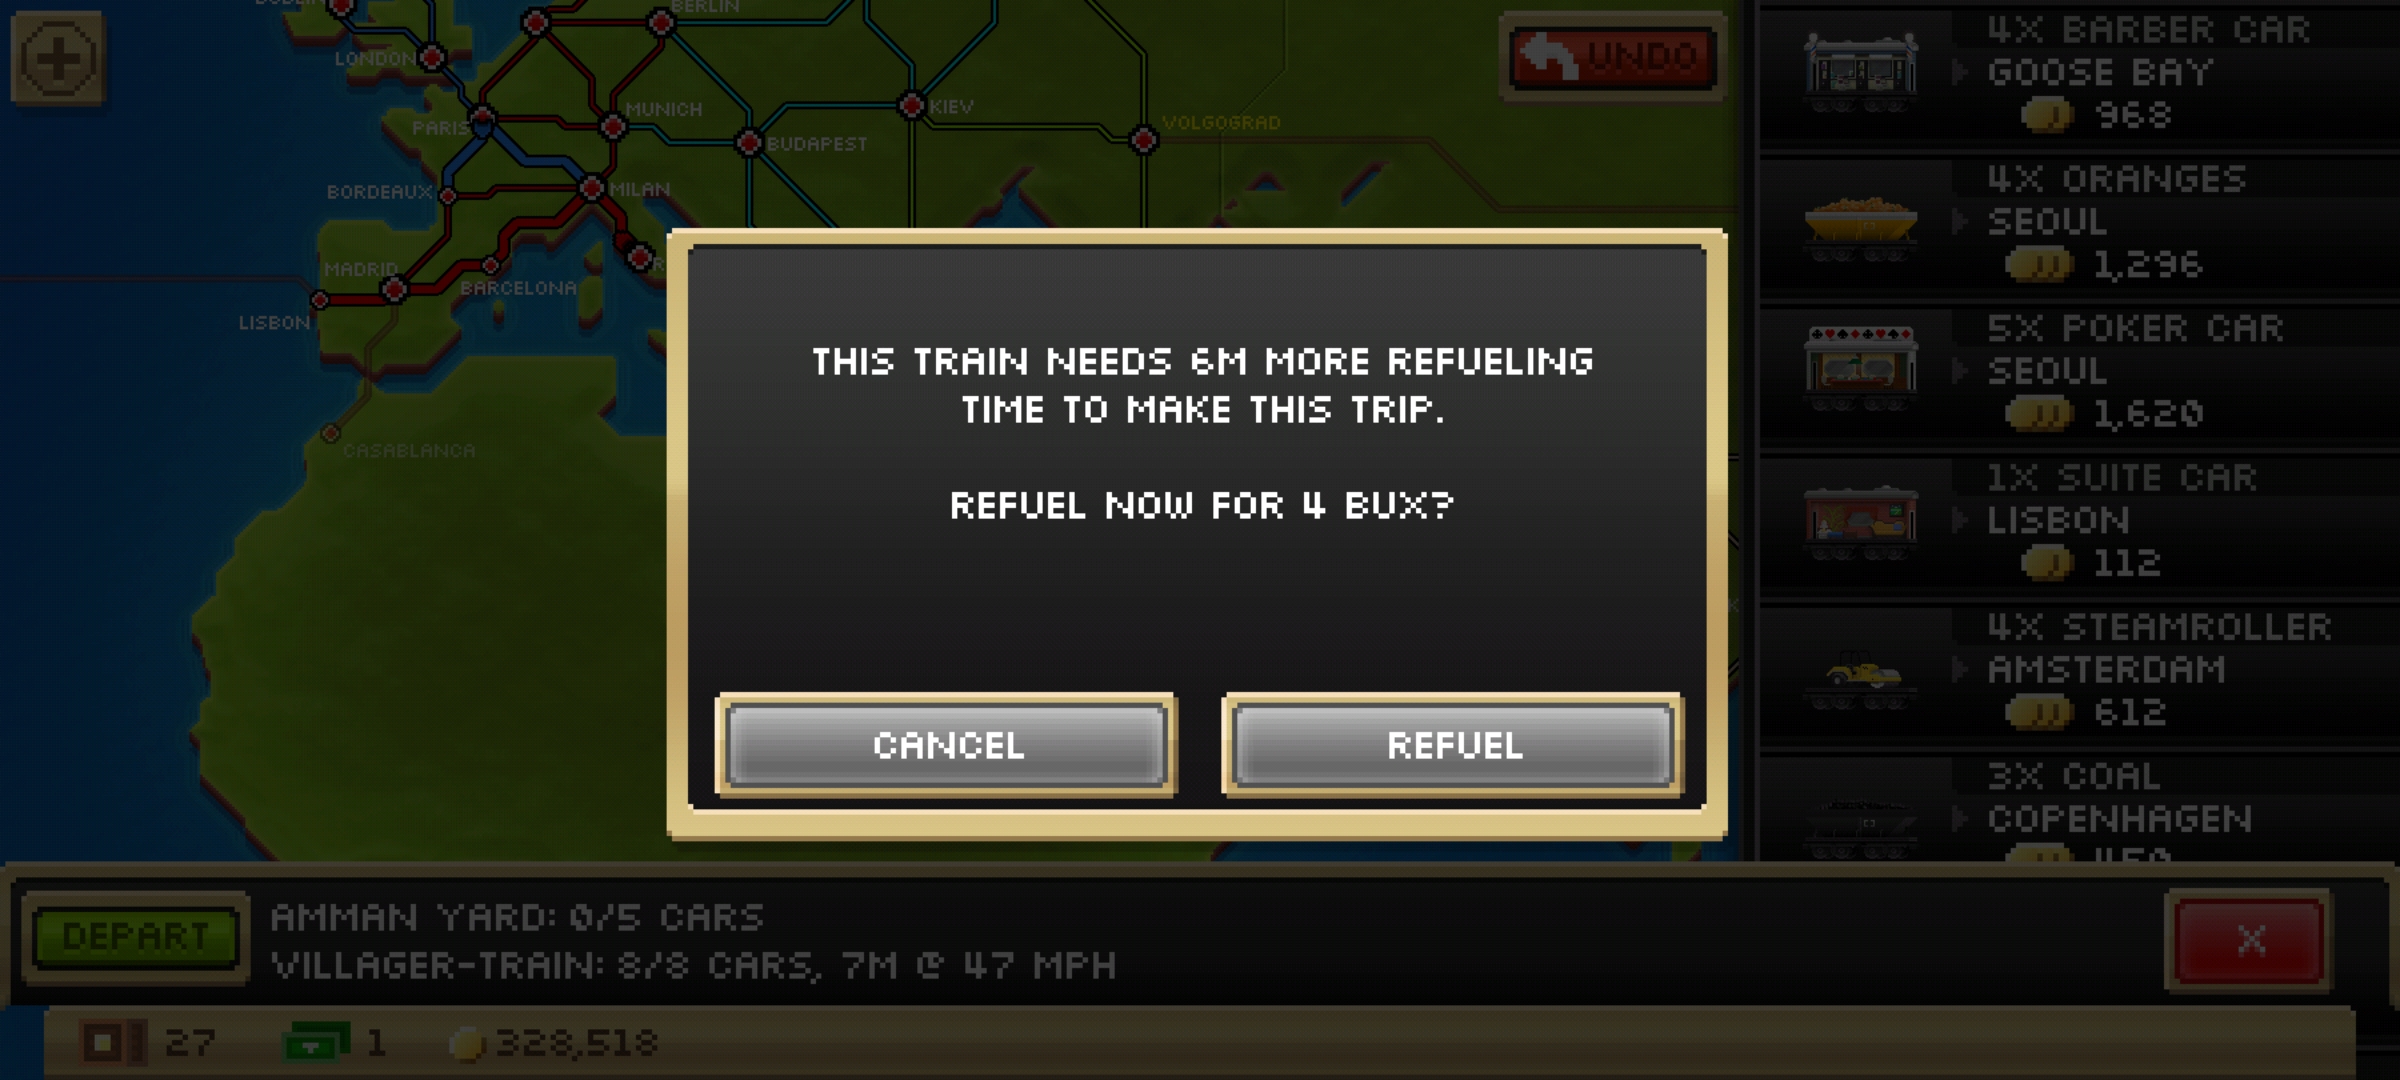 DUBLIN
BERLIN
LONDON
MUNICH
PARIS
KIEV
BUDAPEST
VOLGOGRAD
BORDEAUX
MILAN
MADRID
BARCELONA
LISBON
CASABLANCA
UNDO
4X BARBER CAR
GOOSE BAY
968
4X ORANGES
SEOUL
1,296
5X POKER CAR
SEOUL
1,620
1X SUITE CAR
LISBON
112
4X STEAMROLLER
AMSTERDAM
612
3X COAL
COPENHAGEN
450
THIS TRAIN NEEDS 6M MORE REFUELING
TIME TO MAKE THIS TRIP.
REFUEL NOW FOR 4 BUX?
CANCEL
REFUEL
DEPART
AMMAN YARD: 0/5 CARS
VILLAGER-TRAIN: 8/8 CARS, 7M @ 47 MPH
X
27
1
328,518